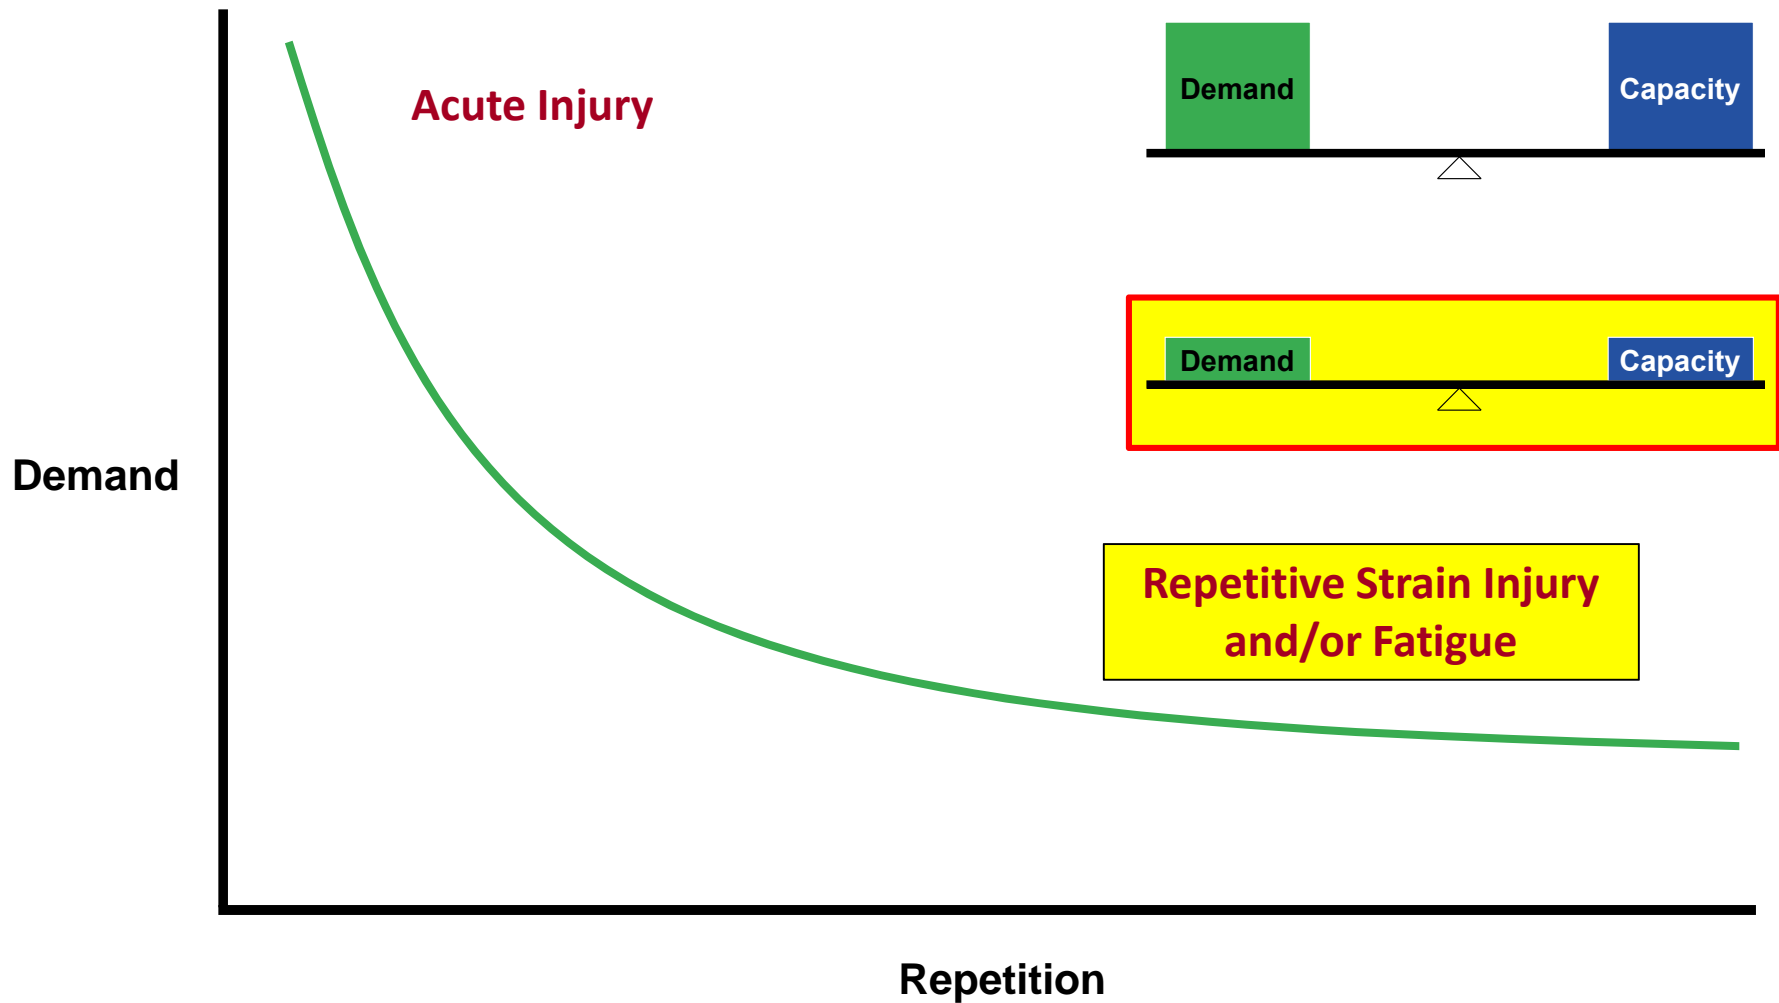 Acute Injury
Demand
Capacity
Demand
Capacity
Demand
Repetitive Strain Injury
and/or Fatigue
Repetition